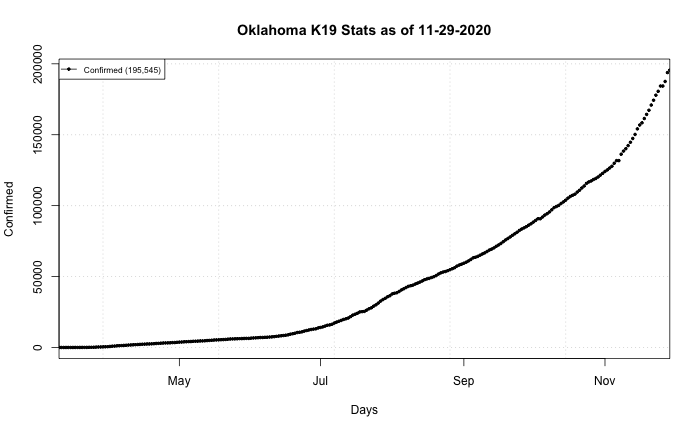 Oklahoma K19 Stats as of 11-29-2020
Confirmed (195,545)
200000
150000
100000
50000
0
Confirmed
May Jul Sep Nov
Days